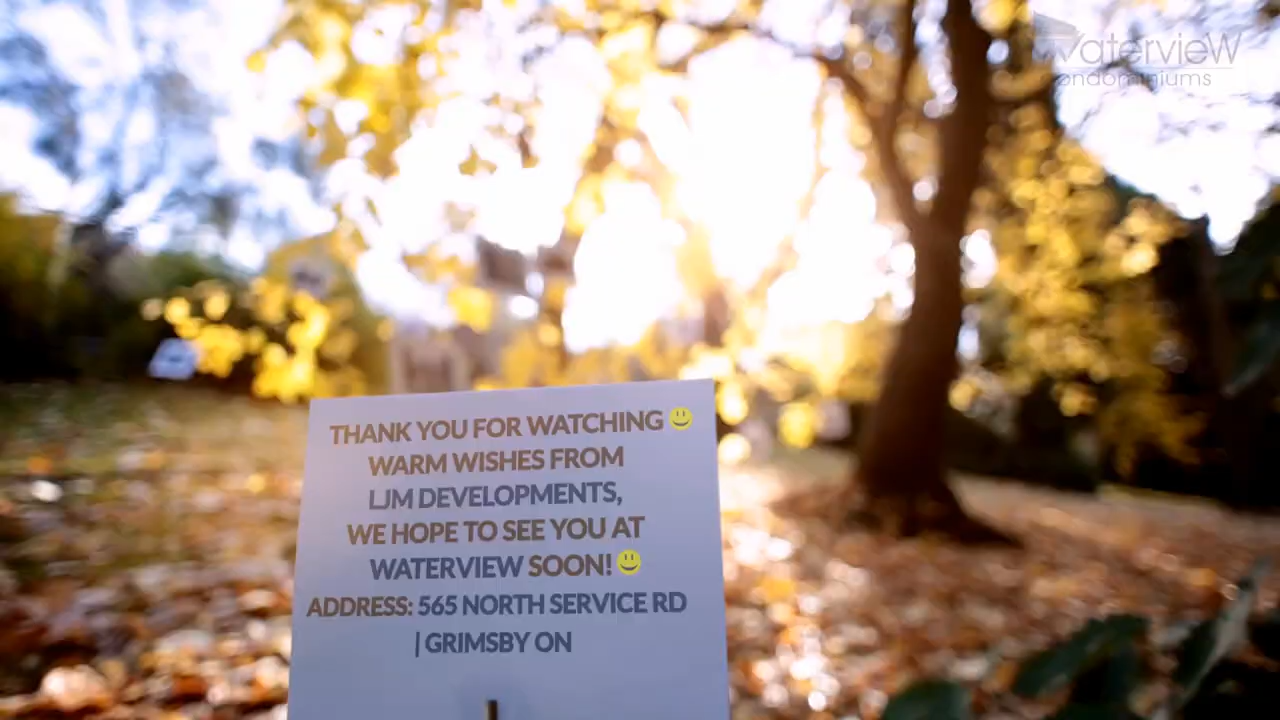 WatervieW
condominiums
THANK YOU FOR WATCHING 😃
WARM WISHES FROM
LJM DEVELOPMENTS,
WE HOPE TO SEE YOU AT
WATERVIEW SOON! 😃
ADDRESS: 565 NORTH SERVICE RD
| GRIMSBY ON